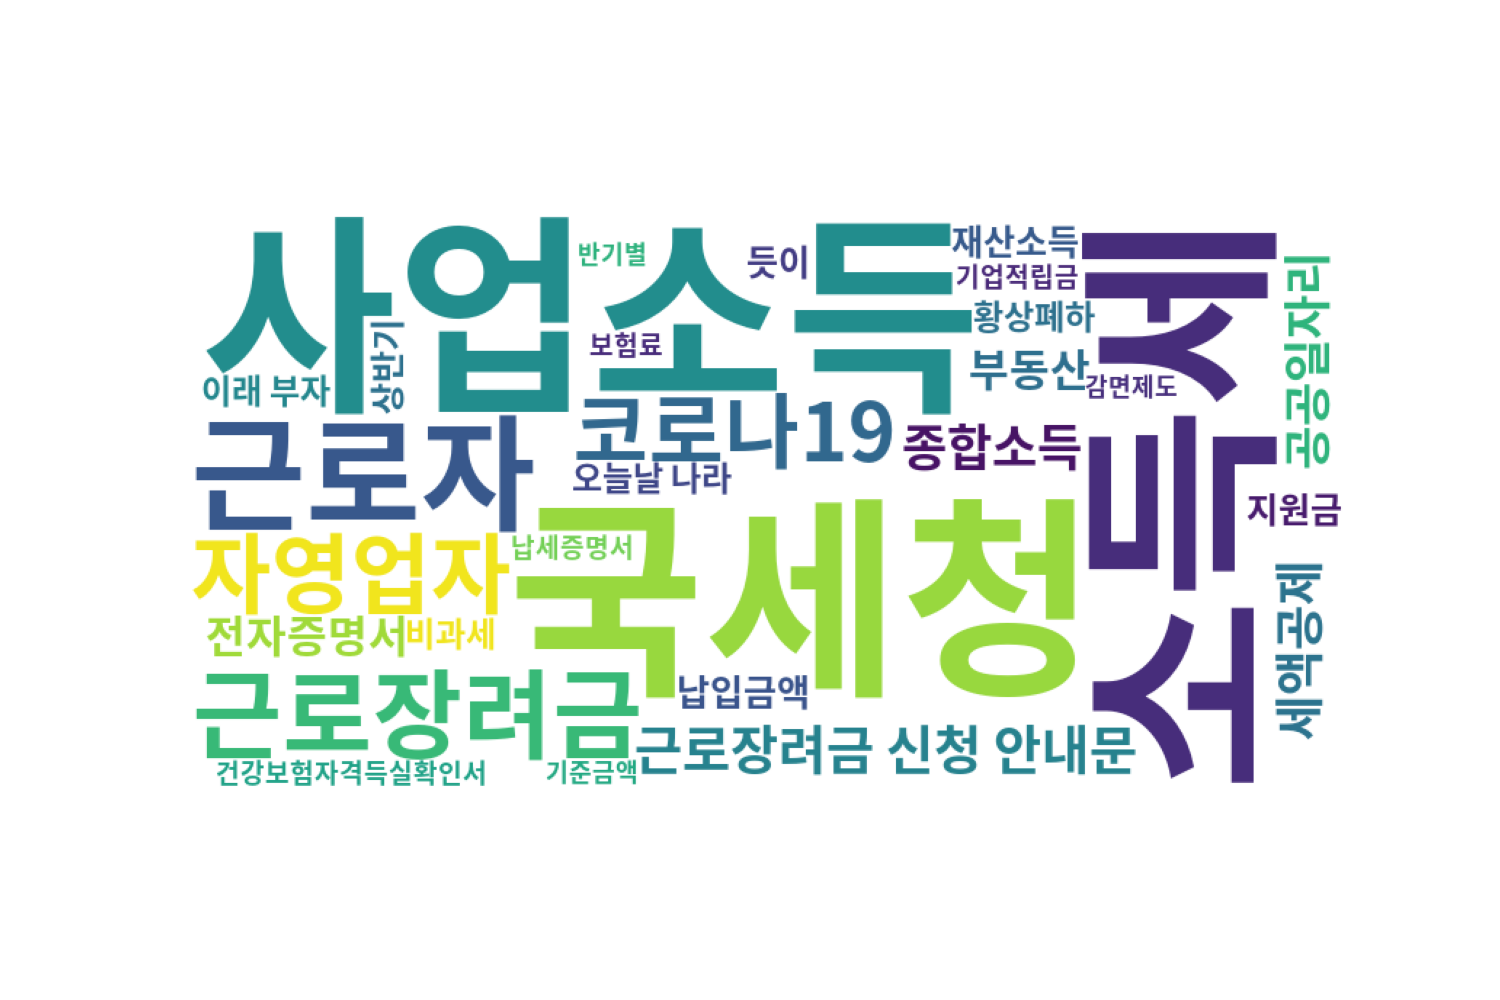 사업소득
반기별
듯이
재산소득
기업적립금
황상폐하
소득세
공공일자리
보험료
상반기
이래 부자
부동산
감면제도
근로자
코로나19
종합소득
오늘날 나라
지원금
자영업자
납세증명서
국세청
전자증명서
비과세
세액공제
근로장려금
납입금액
근로장려금 신청 안내문
건강보험자격득실확인서
기준금액